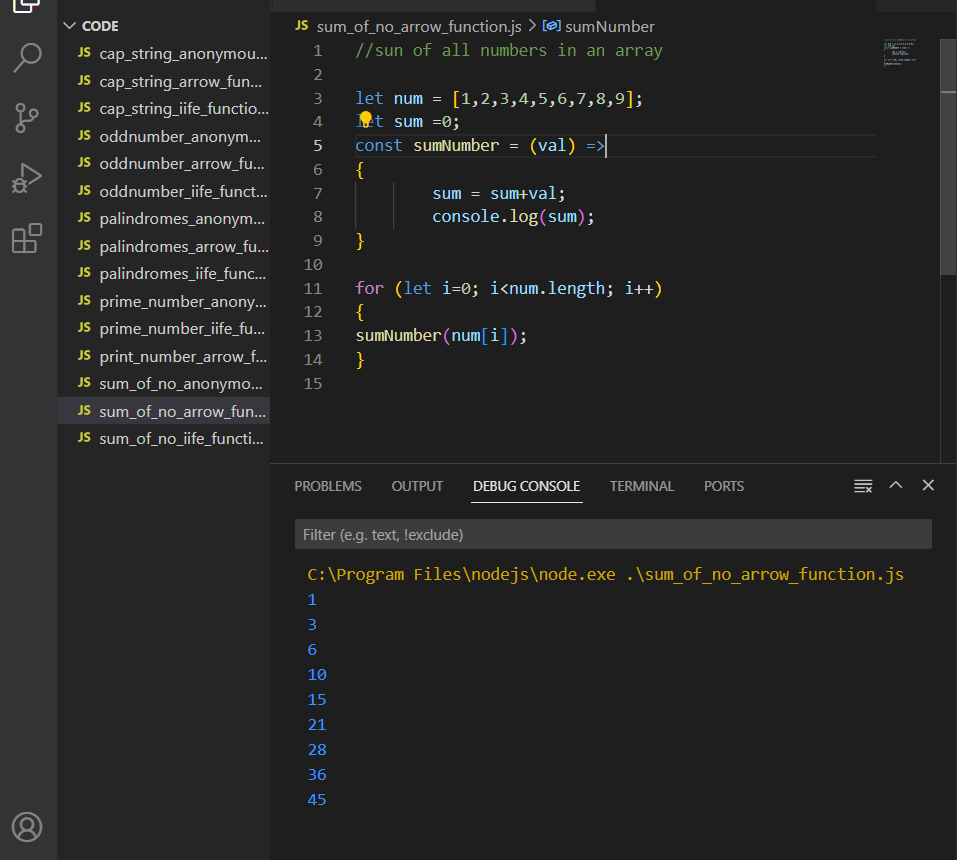 CODE
JS cap_string_anonymou...
JS cap_string_arrow_fun...
JS cap_string_iife_functio...
JS oddnumber_anonym...
JS oddnumber_arrow_fu...
JS oddnumber_iife_funct...
JS palindromes_anonym...
JS palindromes_arrow_fu...
JS palindromes_iife_func...
JS prime_number_anony...
JS prime_number_iife_fu...
JS print_number_arrow_f...
JS sum_of_no_anonymo...
JS sum_of_no_arrow_fun...
JS sum_of_no_iife_functi...
JS sum_of_no_arrow_function.js > sumNumber
1 //sun of all numbers in an array
2
3 let num = [1,2,3,4,5,6,7,8,9];
4 let sum =0;
5 const sumNumber = (val) =>
6 {
7 sum = sum+val;
8 console.log(sum);
9 }
10
11 for (let i=0; i<num.length; i++)
12 {
13 sumNumber(num[i]);
14 }
15
PROBLEMS OUTPUT DEBUG CONSOLE TERMINAL PORTS
Filter (e.g. text, !exclude)
C:\Program Files\nodejs\node.exe .\sum_of_no_arrow_function.js
1
3
6
10
15
21
28
36
45